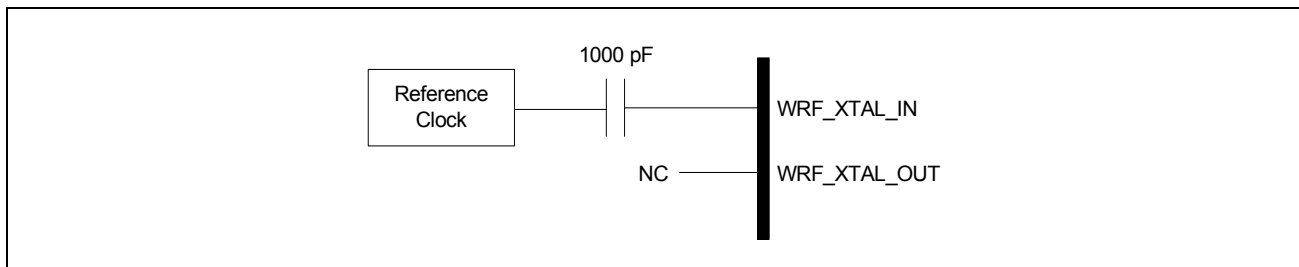 1000 pF
Reference
Clock
WRF_XTAL_IN
NC
WRF_XTAL_OUT